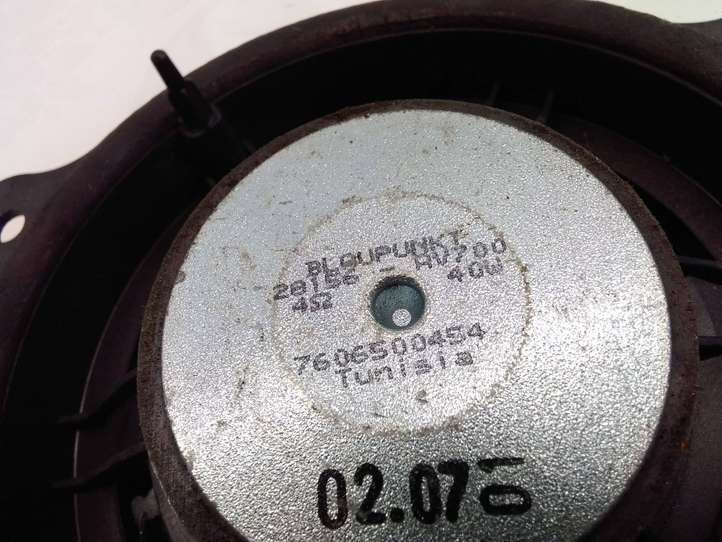 BLAUPUNKT
28156 - AV700
4Ω 40W
7606500454
Tunisia
02.07